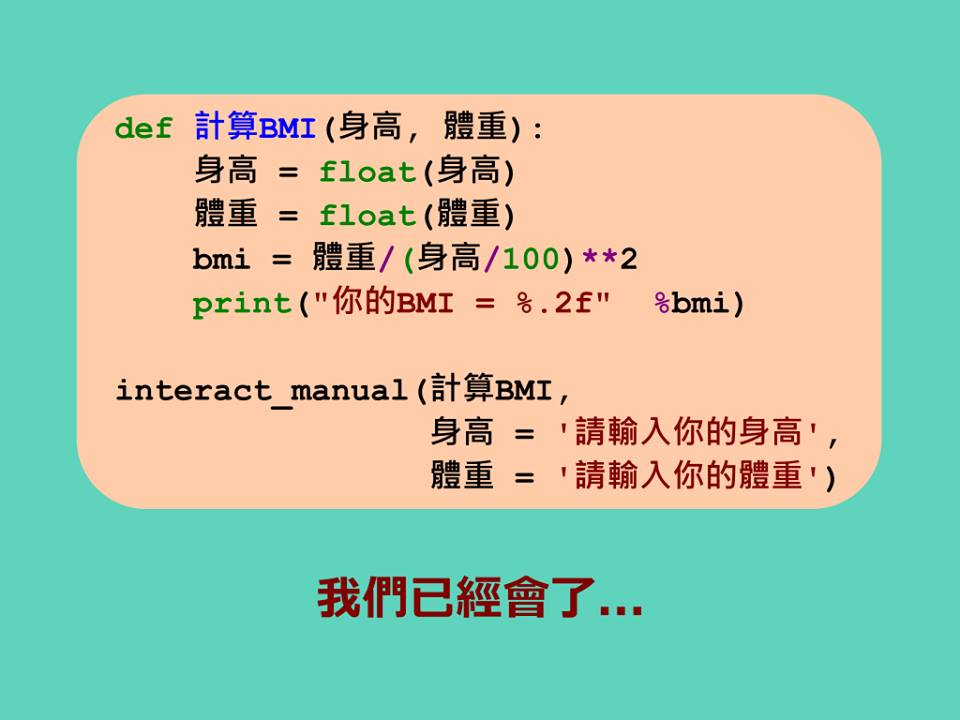 def 計算BMI(身高, 體重):
    身高 = float(身高)
    體重 = float(體重)
    bmi = 體重/(身高/100)**2
    print("你的BMI = %.2f"  %bmi)
interact_manual(計算BMI,
                身高 = '請輸入你的身高',
                體重 = '請輸入你的體重')
我們已經會了...